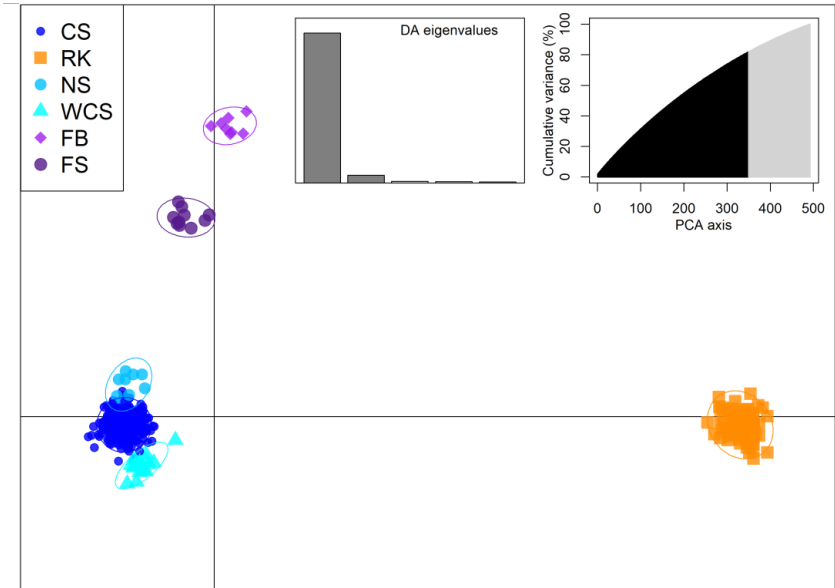 CS
RK
NS
WCS
FB
FS
DA eigenvalues
Cumulative variance (%)
0 20 40 60 80 100
0 100 200 300 400 500
PCA axis